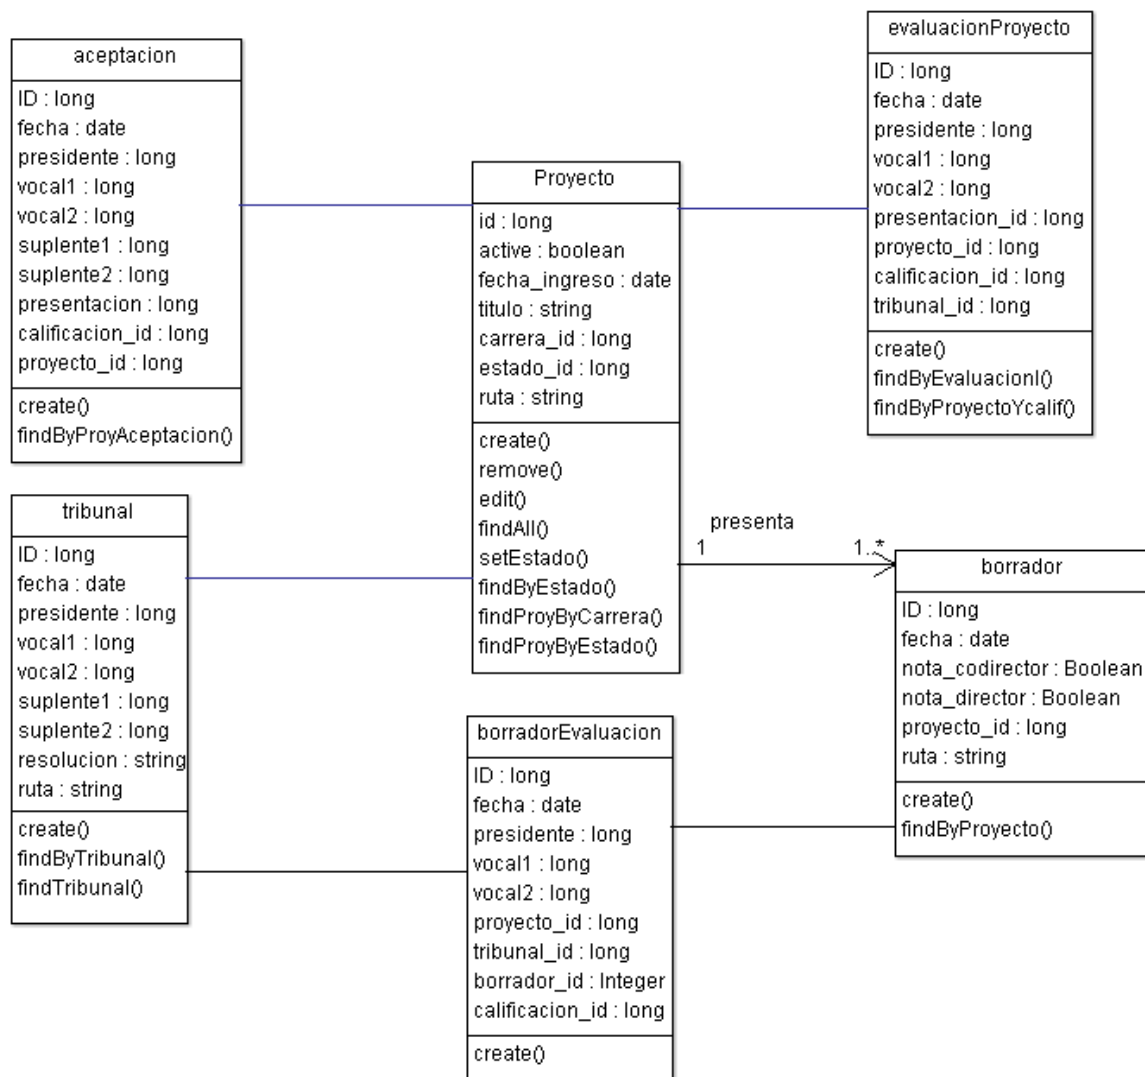 aceptacion
ID : long
fecha : date
presidente : long
vocal1 : long
vocal2 : long
suplente1 : long
suplente2 : long
presentacion : long
calificacion_id : long
proyecto_id : long
create()
findByProyAceptacion()
evaluacionProyecto
ID : long
fecha : date
presidente : long
vocal1 : long
vocal2 : long
presentacion_id : long
proyecto_id : long
calificacion_id : long
tribunal_id : long
create()
findByEvaluacionI()
findByProyectoYcalif()
Proyecto
id : long
active : boolean
fecha_ingreso : date
titulo : string
carrera_id : long
estado_id : long
ruta : string
create()
remove()
edit()
findAll()
setEstado()
findByEstado()
findProyByCarrera()
findProyByEstado()
presenta
1
1..*
tribunal
ID : long
fecha : date
presidente : long
vocal1 : long
vocal2 : long
suplente1 : long
suplente2 : long
resolucion : string
ruta : string
create()
findByTribunal()
findTribunal()
borrador
ID : long
fecha : date
nota_codirector : Boolean
nota_director : Boolean
proyecto_id : long
ruta : string
create()
findByProyecto()
borradorEvaluacion
ID : long
fecha : date
presidente : long
vocal1 : long
vocal2 : long
proyecto_id : long
tribunal_id : long
borrador_id : Integer
calificacion_id : long
create()